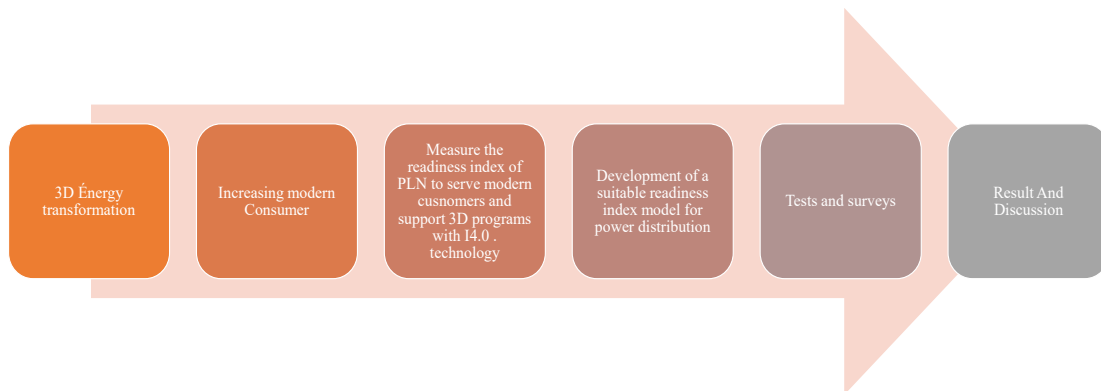 3D Énergy
transformation
Increasing modern
Consumer
Measure the
readiness index of
PLN to serve modern
cusnomers and
support 3D programs
with I4.0 .
technology
Development of a
suitable readiness
index model for
power distribution
Tests and surveys
Result And
Discussion